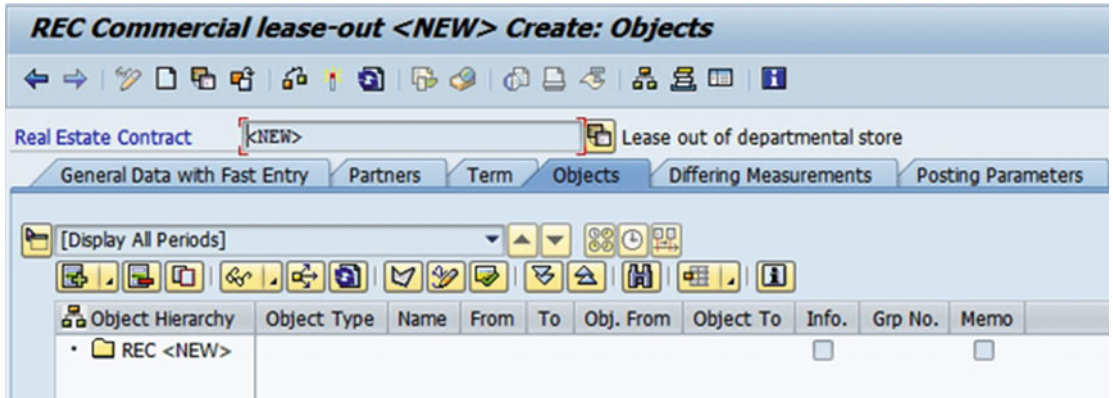 REC Commercial lease-out <NEW> Create: Objects
Real Estate Contract <NEW> Lease out of departmental store
General Data with Fast Entry Partners Term Objects Differing Measurements Posting Parameters
[Display All Periods]
Object Hierarchy Object Type Name From To Obj. From Object To Info. Grp No. Memo
REC <NEW>